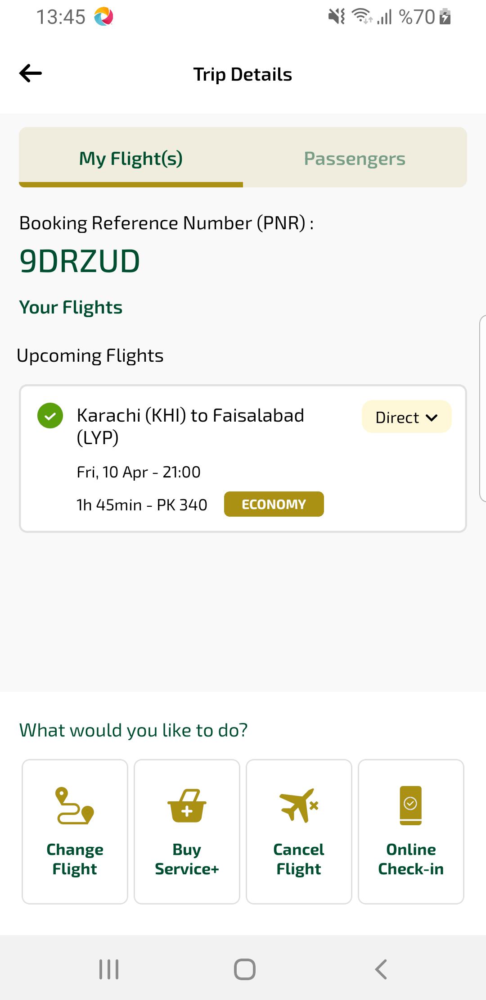 13:45 %70
Trip Details
My Flight(s) Passengers
Booking Reference Number (PNR) :
9DRZUD
Your Flights
Upcoming Flights
Karachi (KHI) to Faisalabad
(LYP)
Direct
Fri, 10 Apr - 21:00
1h 45min - PK 340 ECONOMY
What would you like to do?
Change
Flight
Buy
Service+
Cancel
Flight
Online
Check-in